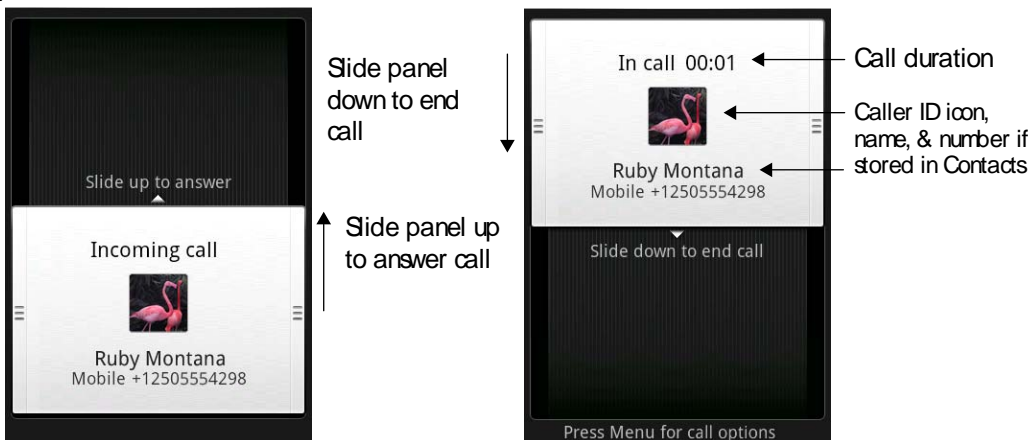 Slide up to answer
Incoming call
Ruby Montana
Mobile +12505554298
Slide panel
down to end
call
Slide panel up
to answer call
In call 00:01
Ruby Montana
Mobile +12505554298
Slide down to end call
Press Menu for call options
Call duration
Caller ID icon,
name, & number if
stored in Contacts